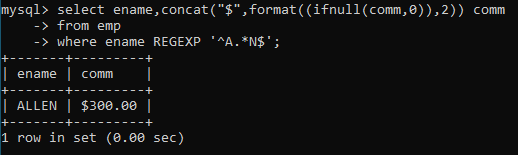 mysql> select ename,concat("$",format((ifnull(comm,0)),2)) comm
    -> from emp
    -> where ename REGEXP '^A.*N$';
+-------+---------+
| ename | comm    |
+-------+---------+
| ALLEN | $300.00 |
+-------+---------+
1 row in set (0.00 sec)